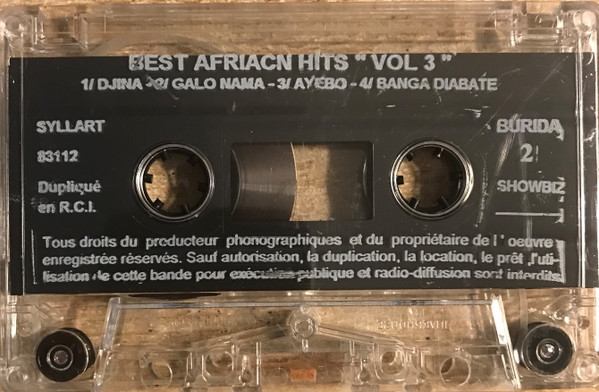 BEST AFRIACN HITS " VOL 3 "
1/ DJINA - 2/ GALO NAMA - 3/ AYEBO - 4/ BANGA DIABATE
SYLLART
BURIDA
83112
2
Dupliqué
SHOWBIZ
en R.C.I.
Tous droits du producteur phonographiques et du propriétaire de l' oeuvre
enregistrée réservés. Sauf autorisation, la duplication, la location, le prêt ,l'uti-
lisation de cette bande pour exécution publique et radio-diffusion sont interdits